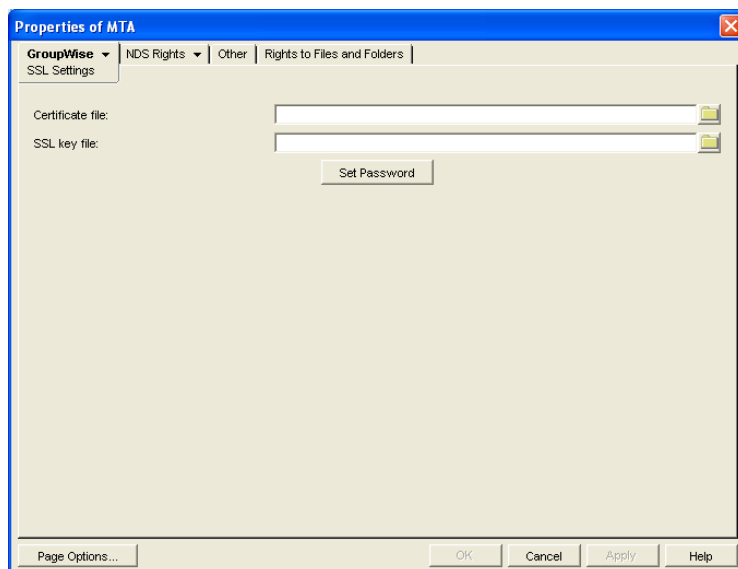 Properties of MTA
GroupWise NDS Rights Other Rights to Files and Folders
SSL Settings
Certificate file:
SSL key file:
Set Password
Page Options... OK Cancel Apply Help